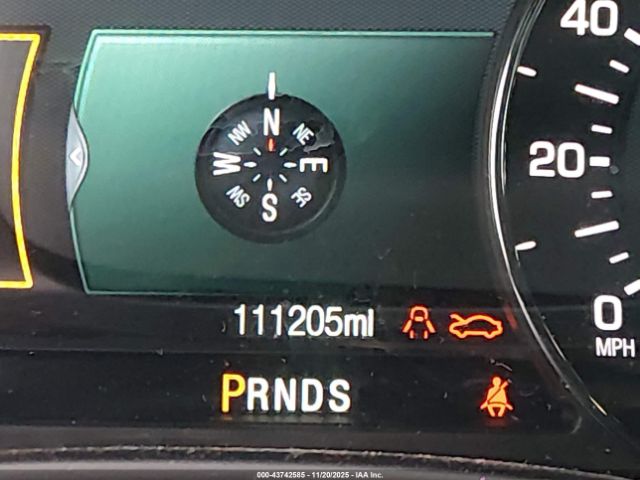 40
N
NW NE
W E
SW SE
S
20
0
MPH
111205mi
PRNDS
000-43742585 - 11/20/2025 - IAA Inc.